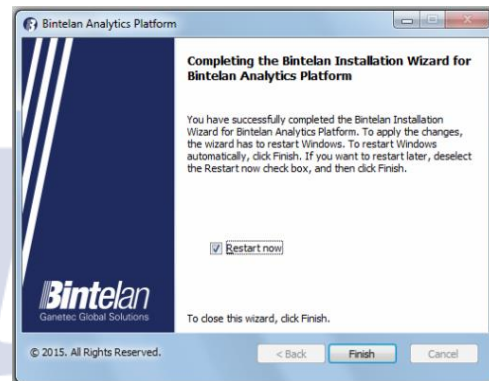 Bintelan Analytics Platform
Completing the Bintelan Installation Wizard for
Bintelan Analytics Platform
You have successfully completed the Bintelan Installation
Wizard for Bintelan Analytics Platform. To apply the changes,
the wizard has to restart Windows. To restart Windows
automatically, click Finish. If you want to restart later, deselect
the Restart now check box, and then click Finish.
Restart now
Bintelan
Ganetec Global Solutions
To close this wizard, click Finish.
© 2015. All Rights Reserved.
< Back Finish Cancel